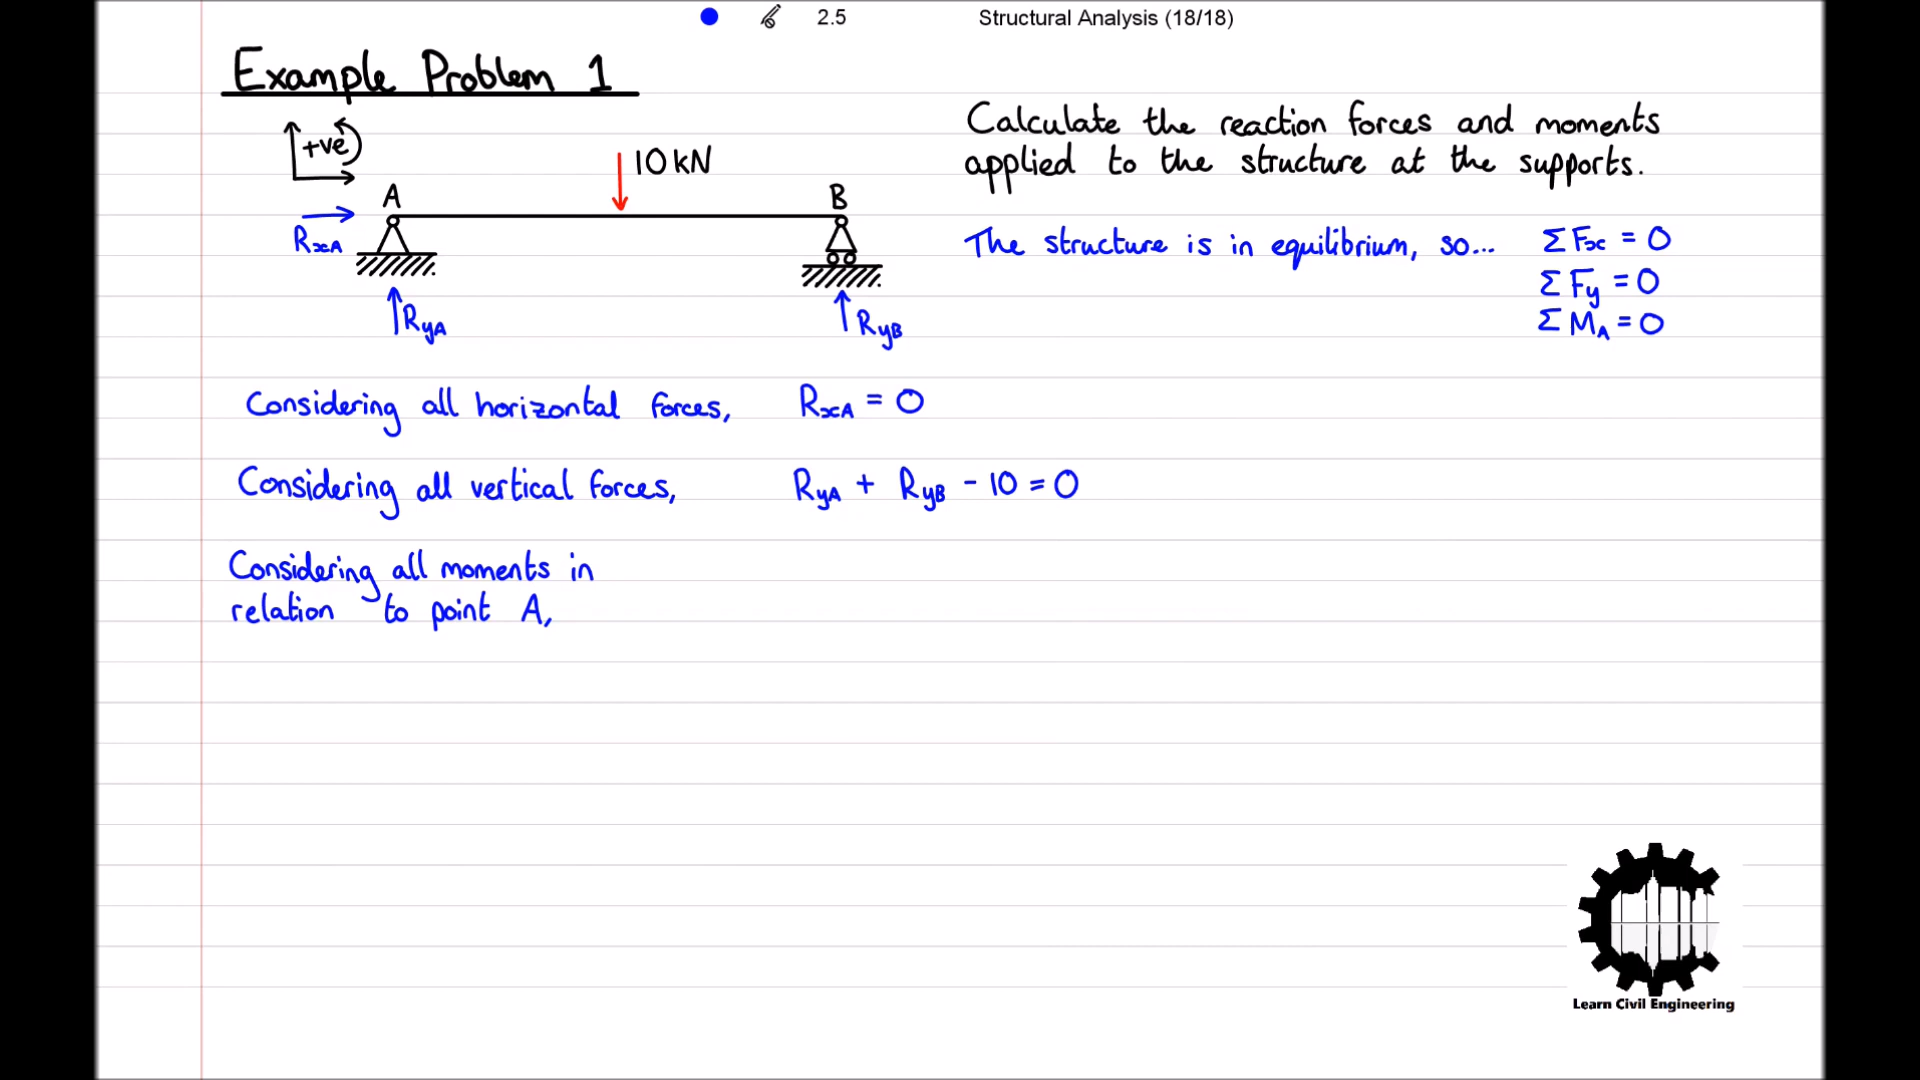 2.5 Structural Analysis (18/18)
Example Problem 1
Calculate the reaction forces and moments
applied to the structure at the supports.
+ve
10 kN
A
B
RxA
RyA
RyB
The structure is in equilibrium, so... ΣFx = 0
ΣFy = 0
ΣMA = 0
Considering all horizontal forces, RxA = 0
Considering all vertical forces, RyA + RyB - 10 = 0
Considering all moments in
relation to point A,
Learn Civil Engineering